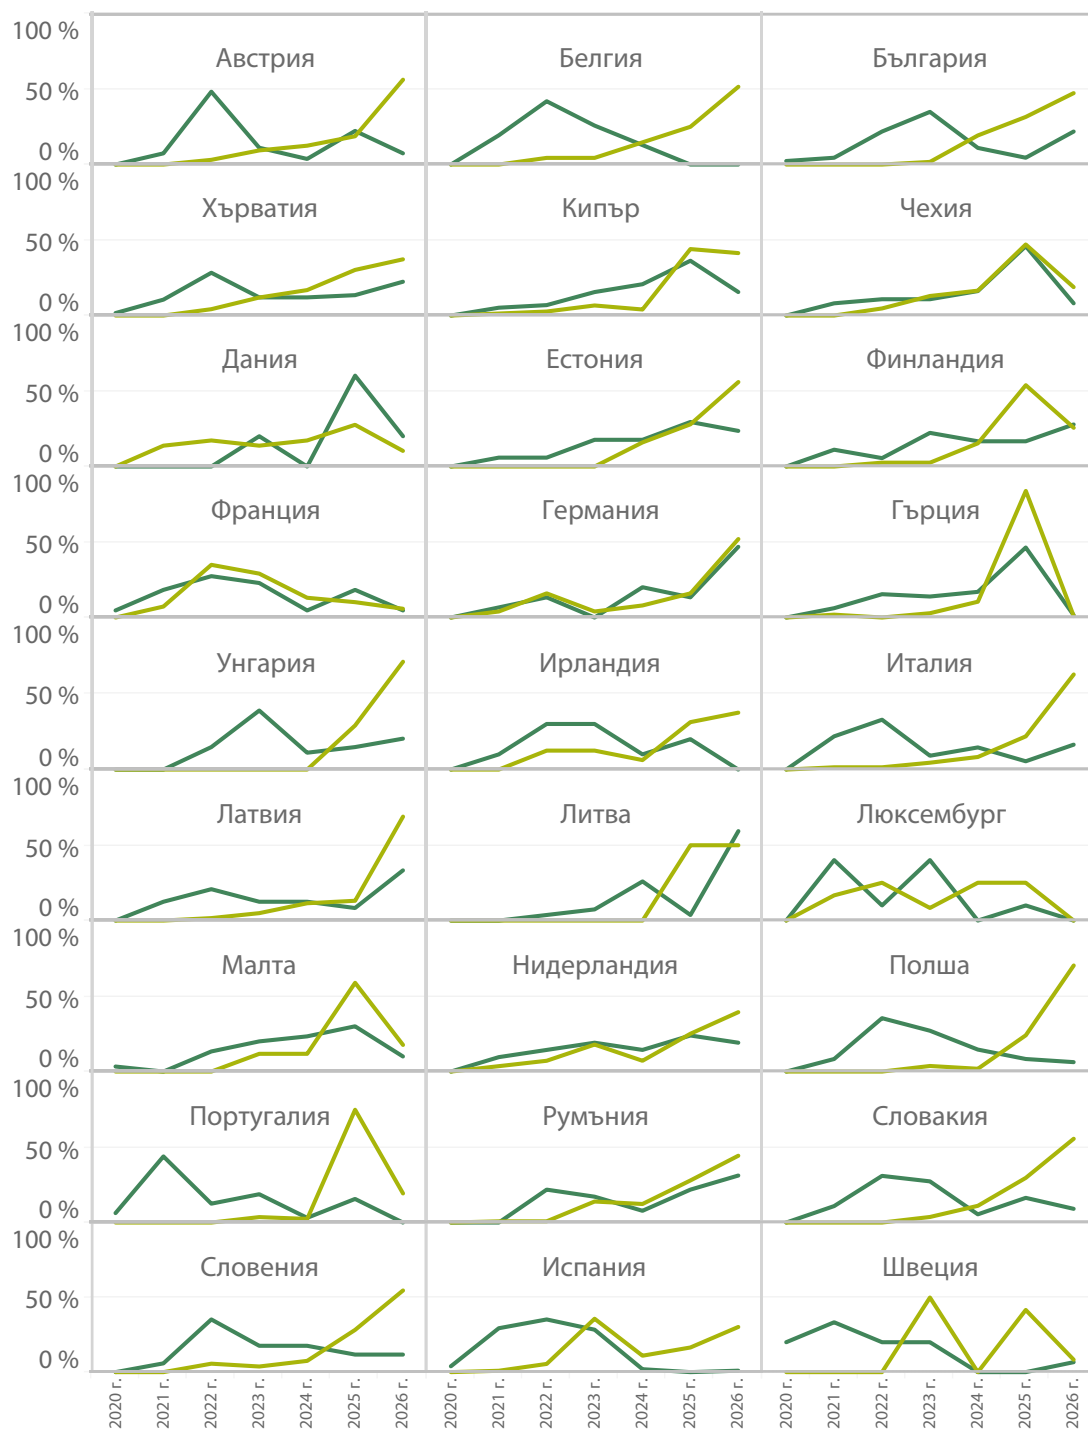 100 %
Австрия Белгия България
50 %
0 %
100 %
Хърватия Кипър Чехия
50 %
0 %
100 %
Дания Естония Финландия
50 %
0 %
100 %
Франция Германия Гърция
50 %
0 %
100 %
Унгария Ирландия Италия
50 %
0 %
100 %
Латвия Литва Люксембург
50 %
0 %
100 %
Малта Нидерландия Полша
50 %
0 %
100 %
Португалия Румъния Словакия
50 %
0 %
100 %
Словения Испания Швеция
50 %
0 %
2020 г. 2021 г. 2022 г. 2023 г. 2024 г. 2025 г. 2026 г. 2020 г. 2021 г. 2022 г. 2023 г. 2024 г. 2025 г. 2026 г. 2020 г. 2021 г. 2022 г. 2023 г. 2024 г. 2025 г. 2026 г.